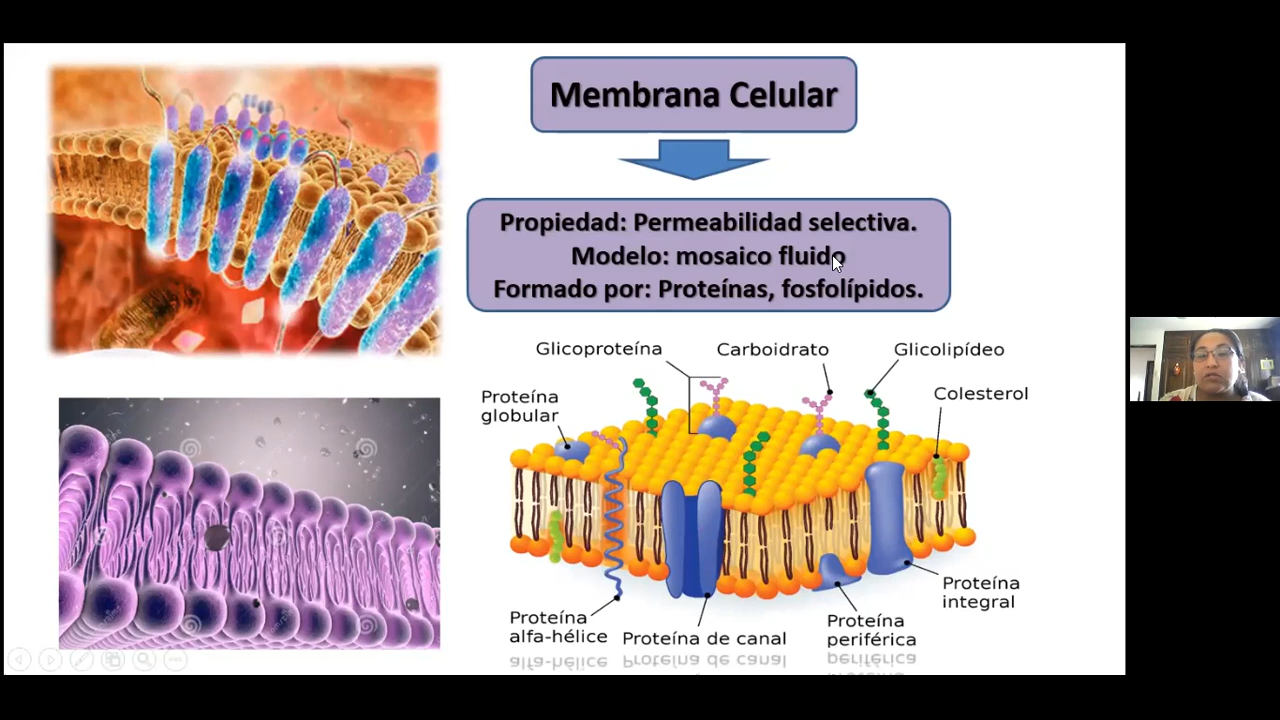 Membrana Celular
Propiedad: Permeabilidad selectiva.
Modelo: mosaico fluido
Formado por: Proteínas, fosfolípidos.
Glicoproteína
Carboidrato
Glicolipídeo
Colesterol
Proteína
globular
Proteína
alfa-hélice
Proteína de canal
Proteína
periférica
Proteína
integral